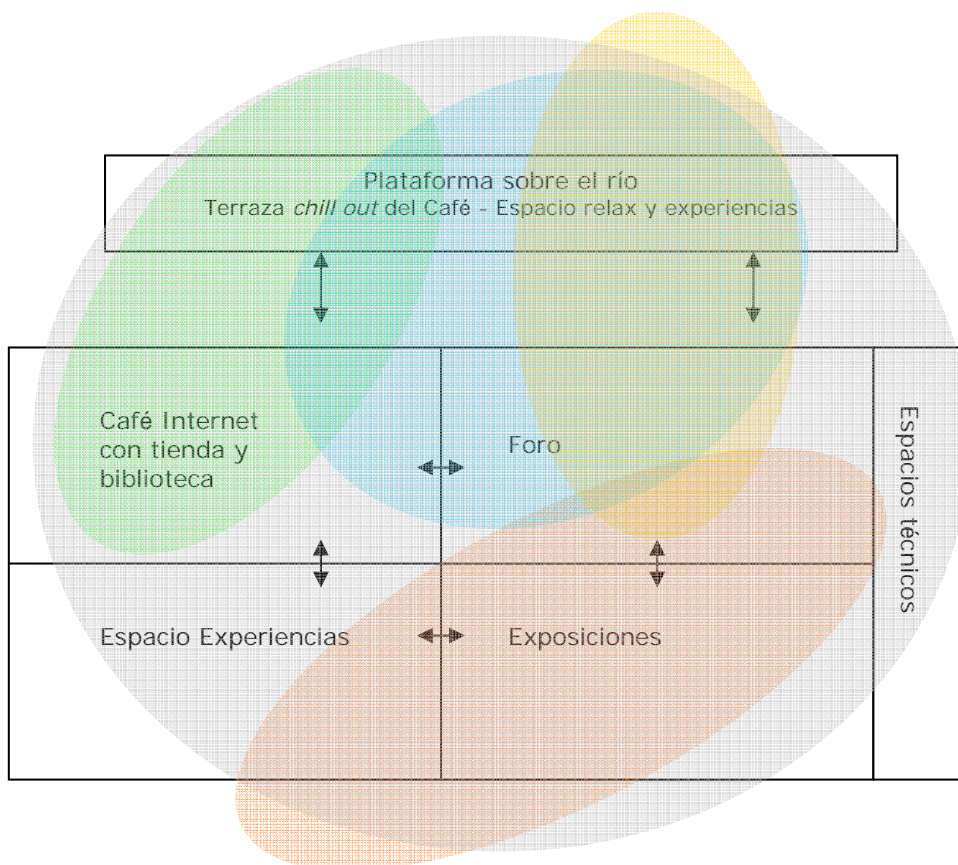 Plataforma sobre el río
Terraza chill out del Café - Espacio relax y experiencias
Café Internet
con tienda y
biblioteca
Foro
Espacios técnicos
Espacio Experiencias
Exposiciones